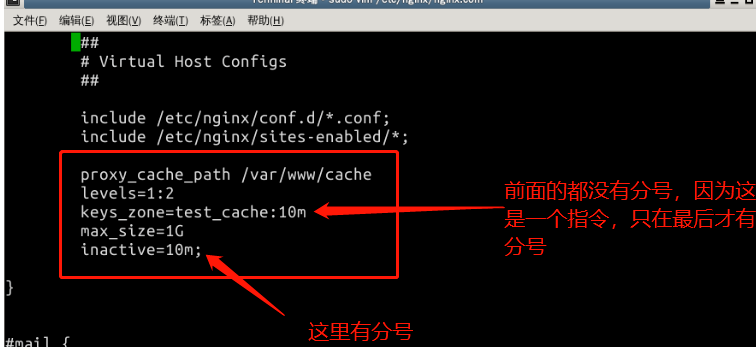 Terminal 终端 - sudo vim /etc/nginx/nginx.conf
文件(F) 编辑(E) 视图(V) 终端(T) 标签(A) 帮助(H)
##
# Virtual Host Configs
##
include /etc/nginx/conf.d/*.conf;
include /etc/nginx/sites-enabled/*;
proxy_cache_path /var/www/cache
levels=1:2
keys_zone=test_cache:10m
max_size=1G
inactive=10m;
前面的都没有分号，因为这
是一个指令，只在最后才有
分号
}
这里有分号
#mail {